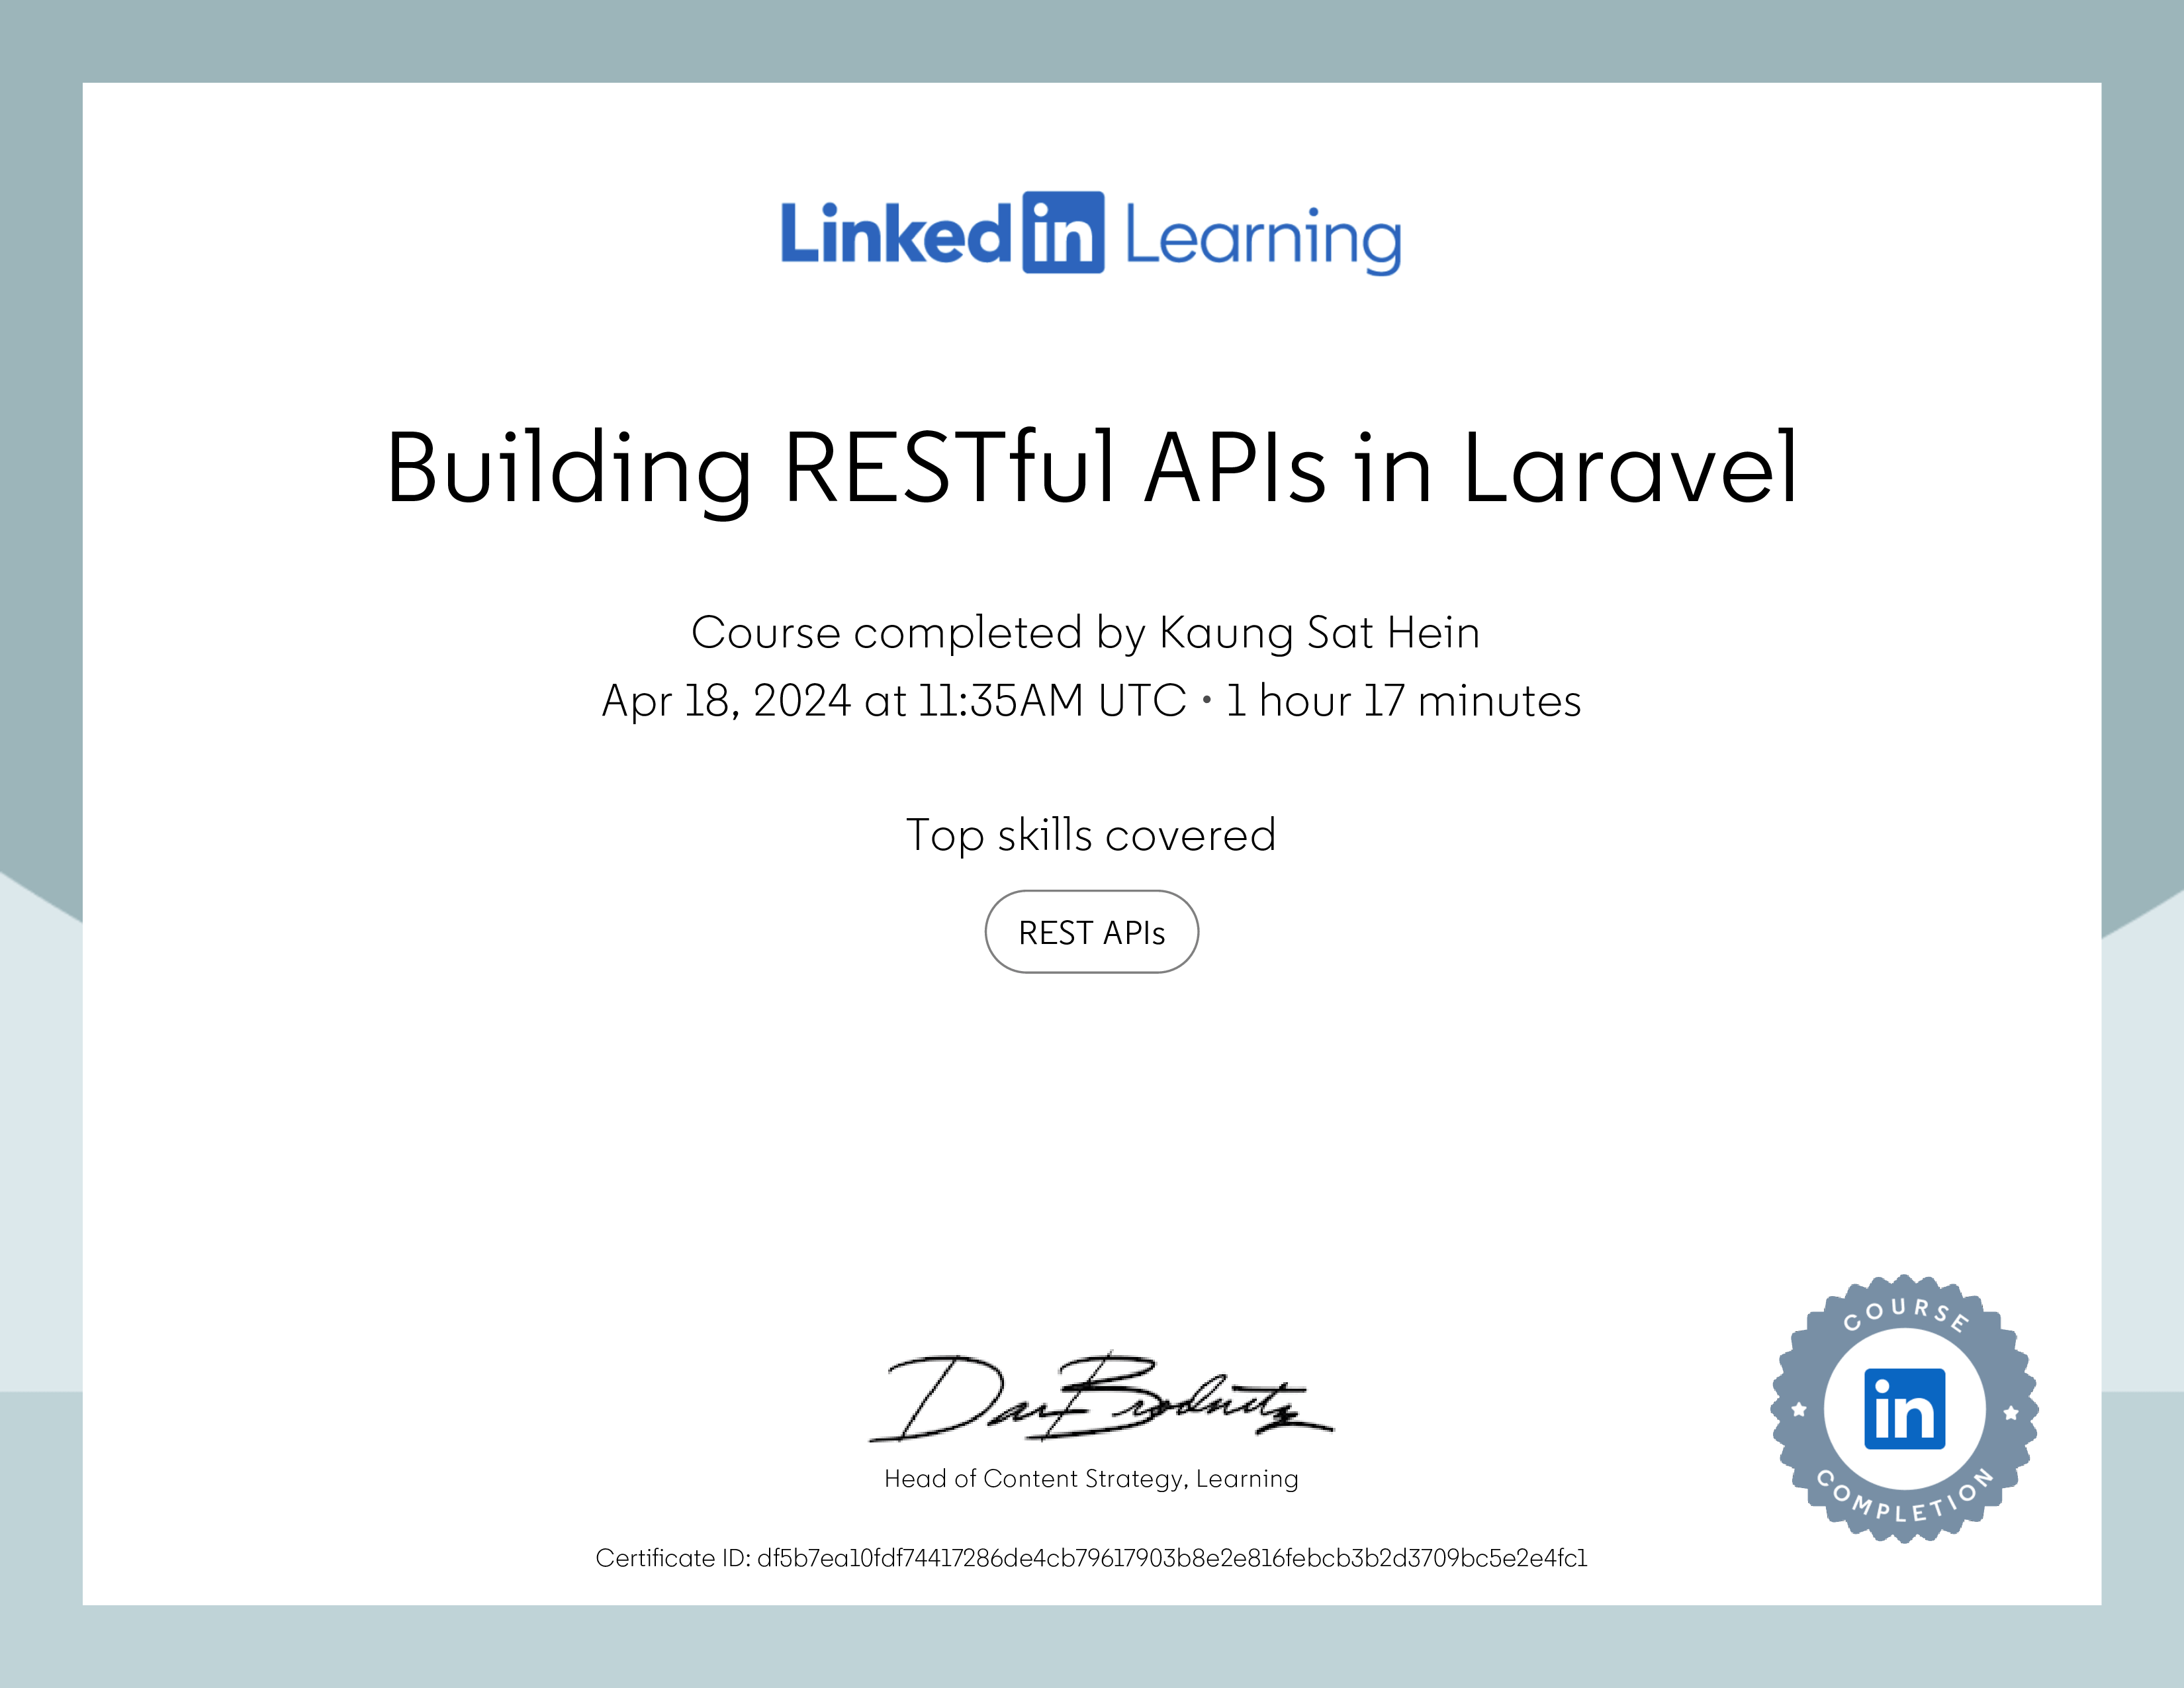 Linked in Learning
Building RESTful APIs in Laravel
Course completed by Kaung Sat Hein
Apr 18, 2024 at 11:35AM UTC • 1 hour 17 minutes
Top skills covered
REST APIs
Head of Content Strategy, Learning
Certificate ID: df5b7ea10fdf74417286de4cb79617903b8e2e816febcb3b2d3709bc5e2e4fc1
COURSE
in
COMPLETION